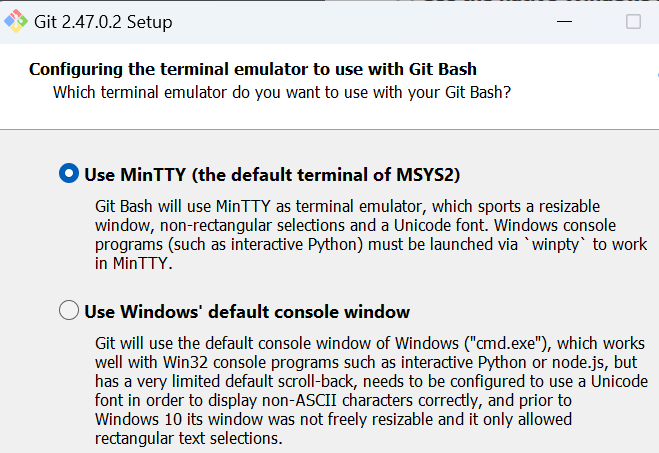 Git 2.47.0.2 Setup
Configuring the terminal emulator to use with Git Bash
Which terminal emulator do you want to use with your Git Bash?
Use MinTTY (the default terminal of MSYS2)
Git Bash will use MinTTY as terminal emulator, which sports a resizable
window, non-rectangular selections and a Unicode font. Windows console
programs (such as interactive Python) must be launched via `winpty` to work
in MinTTY.
Use Windows' default console window
Git will use the default console window of Windows ("cmd.exe"), which works
well with Win32 console programs such as interactive Python or node.js, but
has a very limited default scroll-back, needs to be configured to use a Unicode
font in order to display non-ASCII characters correctly, and prior to
Windows 10 its window was not freely resizable and it only allowed
rectangular text selections.